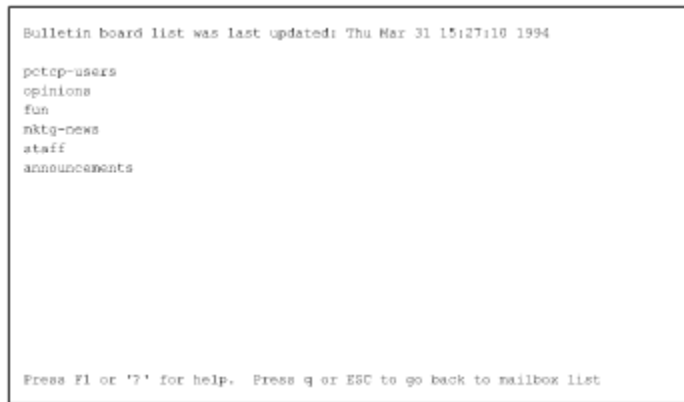 Bulletin board list was last updated: Thu Mar 31 15:27:10 1994
pctcp-users
opinions
fun
mktg-news
staff
announcements
Press F1 or '?' for help. Press q or ESC to go back to mailbox list